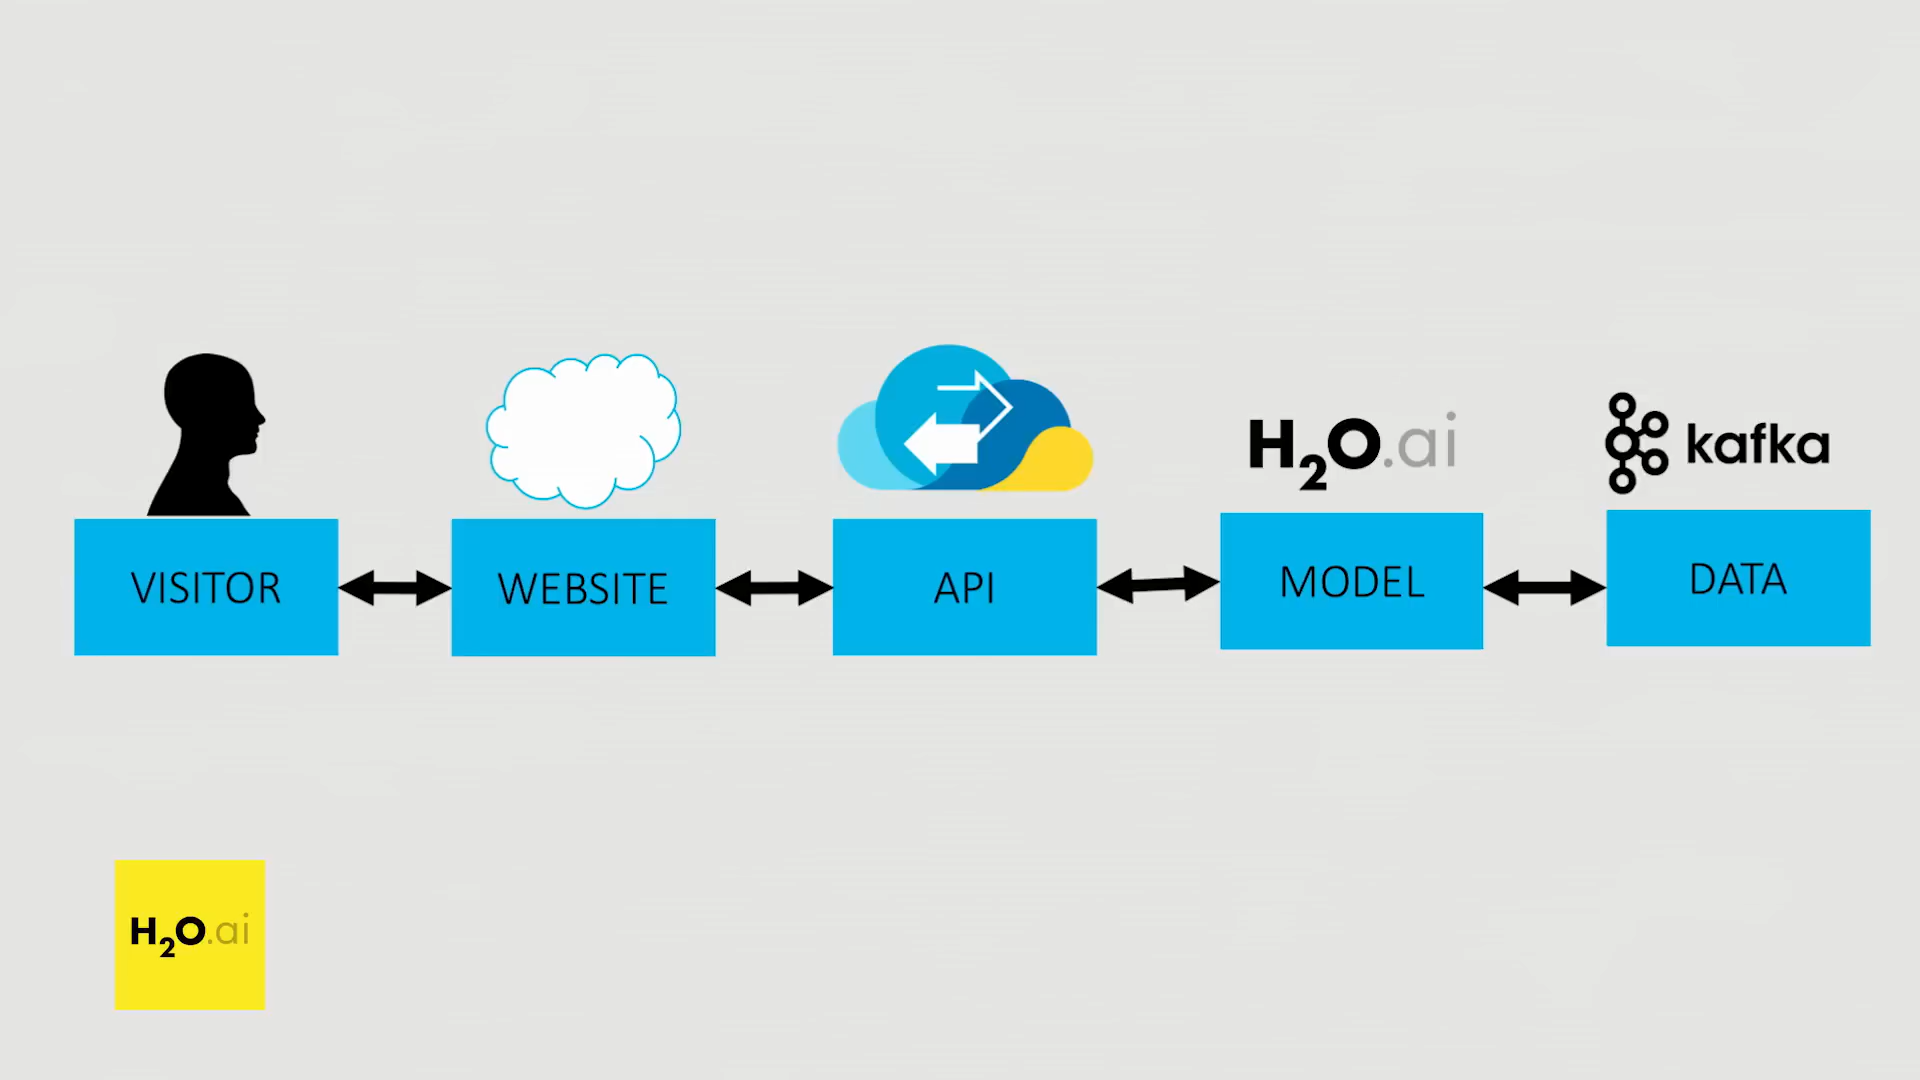 H2O.ai
kafka
VISITOR
WEBSITE
API
MODEL
DATA
H2O.ai